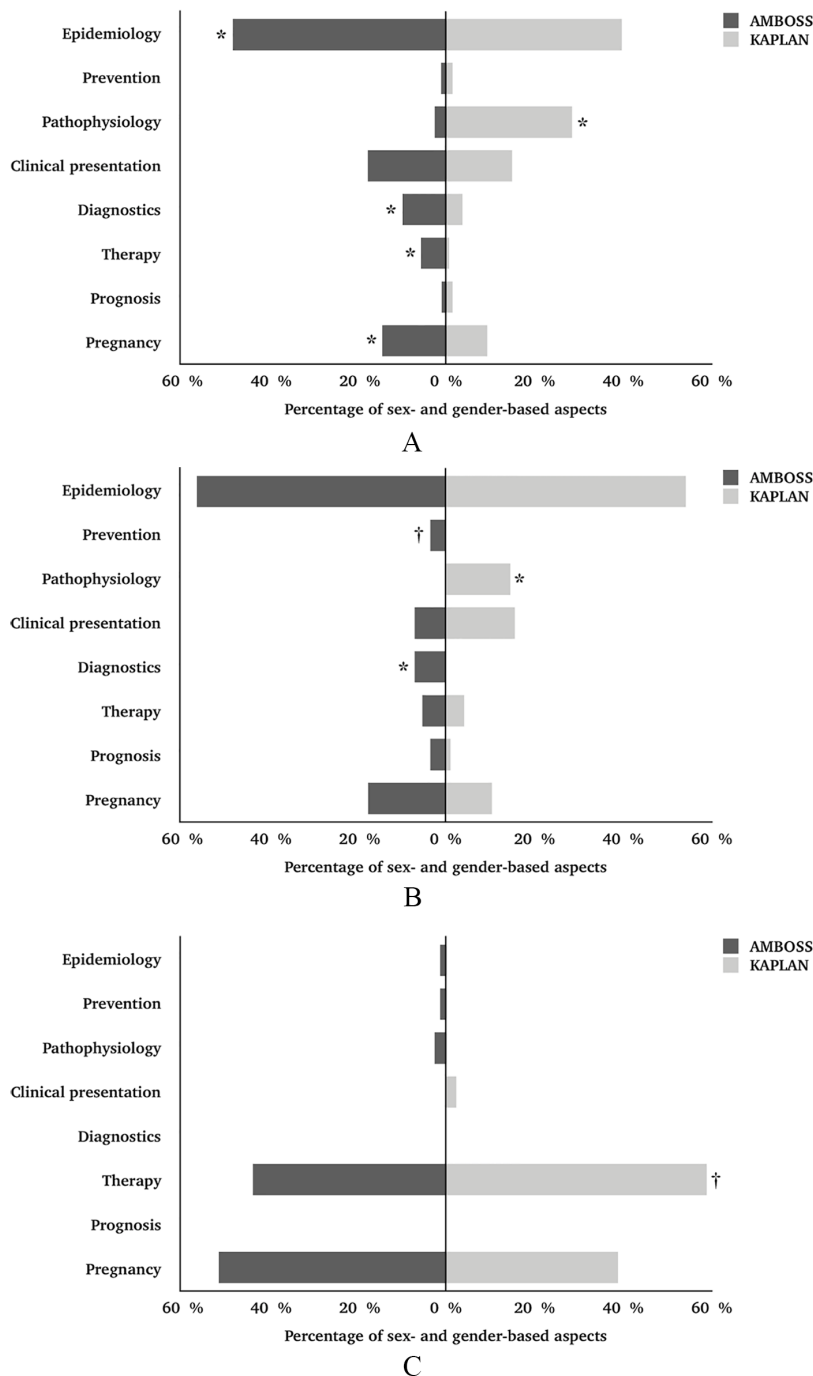 AMBOSS
KAPLAN
Epidemiology
*
Prevention
Pathophysiology
*
Clinical presentation
Diagnostics
*
Therapy
*
Prognosis
Pregnancy
*
60 % 40 % 20 % 0 % 20 % 40 % 60 %
Percentage of sex- and gender-based aspects
A
AMBOSS
KAPLAN
Epidemiology
Prevention
†
Pathophysiology
*
Clinical presentation
Diagnostics
*
Therapy
Prognosis
Pregnancy
60 % 40 % 20 % 0 % 20 % 40 % 60 %
Percentage of sex- and gender-based aspects
B
AMBOSS
KAPLAN
Epidemiology
Prevention
Pathophysiology
Clinical presentation
Diagnostics
Therapy
†
Prognosis
Pregnancy
60 % 40 % 20 % 0 % 20 % 40 % 60 %
Percentage of sex- and gender-based aspects
C